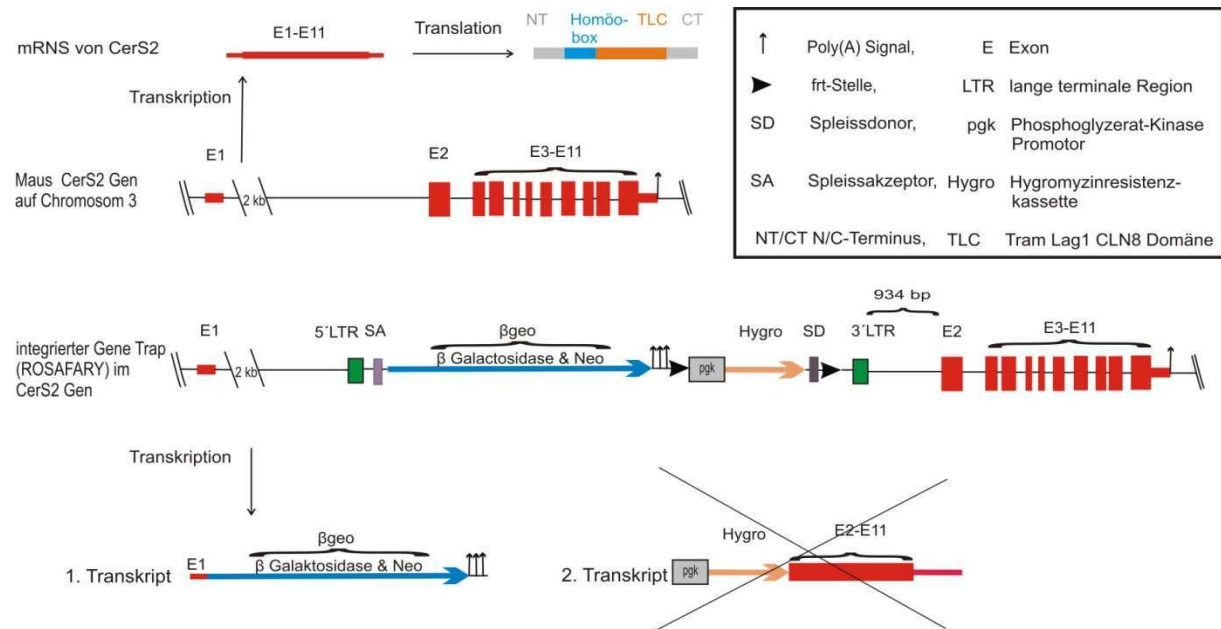 NT Homöo- TLC CT
box
E1-E11
Translation
mRNS von CerS2
Transkription
E1
E2
E3-E11
Maus CerS2 Gen
auf Chromosom 3
2 kb
Poly(A) Signal, E Exon
frt-Stelle, LTR lange terminale Region
SD Spleissdonor, pgk Phosphoglyzerat-Kinase
Promotor
SA Spleissakzeptor, Hygro Hygromyzinresistenz-
kassette
NT/CT N/C-Terminus, TLC Tram Lag1 CLN8 Domäne
934 bp
E1
5´LTR SA
βgeo
Hygro SD 3´LTR
E2
E3-E11
β Galactosidase & Neo
integrierter Gene Trap
(ROSAFARY) im
CerS2 Gen
2 kb
pgk
Transkription
βgeo
E1
β Galaktosidase & Neo
1. Transkript
Hygro
E2-E11
2. Transkript
pgk